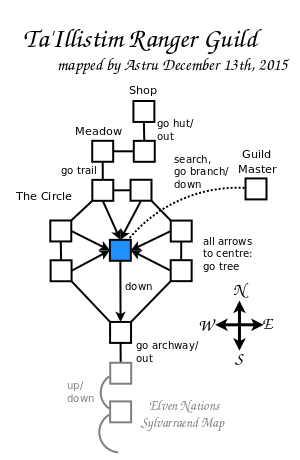 Ta'Illistim Ranger Guild
mapped by Astru December 13th, 2015
Shop
go hut/
out
Meadow
go trail
search,
go branch/
down
Guild
Master
The Circle
all arrows
to centre:
go tree
down
N
W
E
S
go archway/
out
up/
down
Elven Nations
Sylvarraend Map